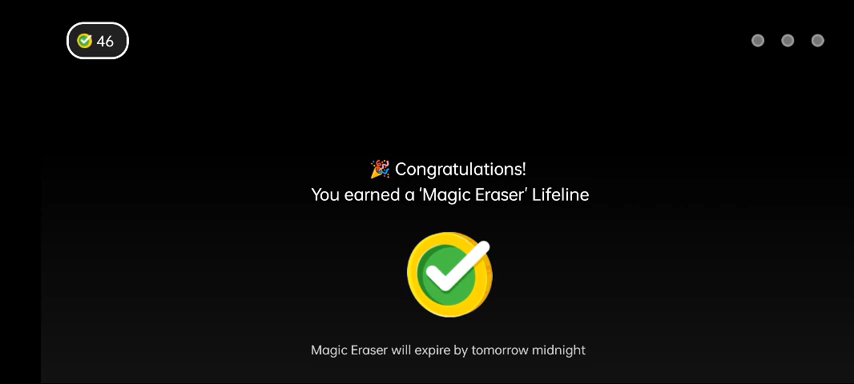 46
🎉 Congratulations!
You earned a 'Magic Eraser' Lifeline
Magic Eraser will expire by tomorrow midnight